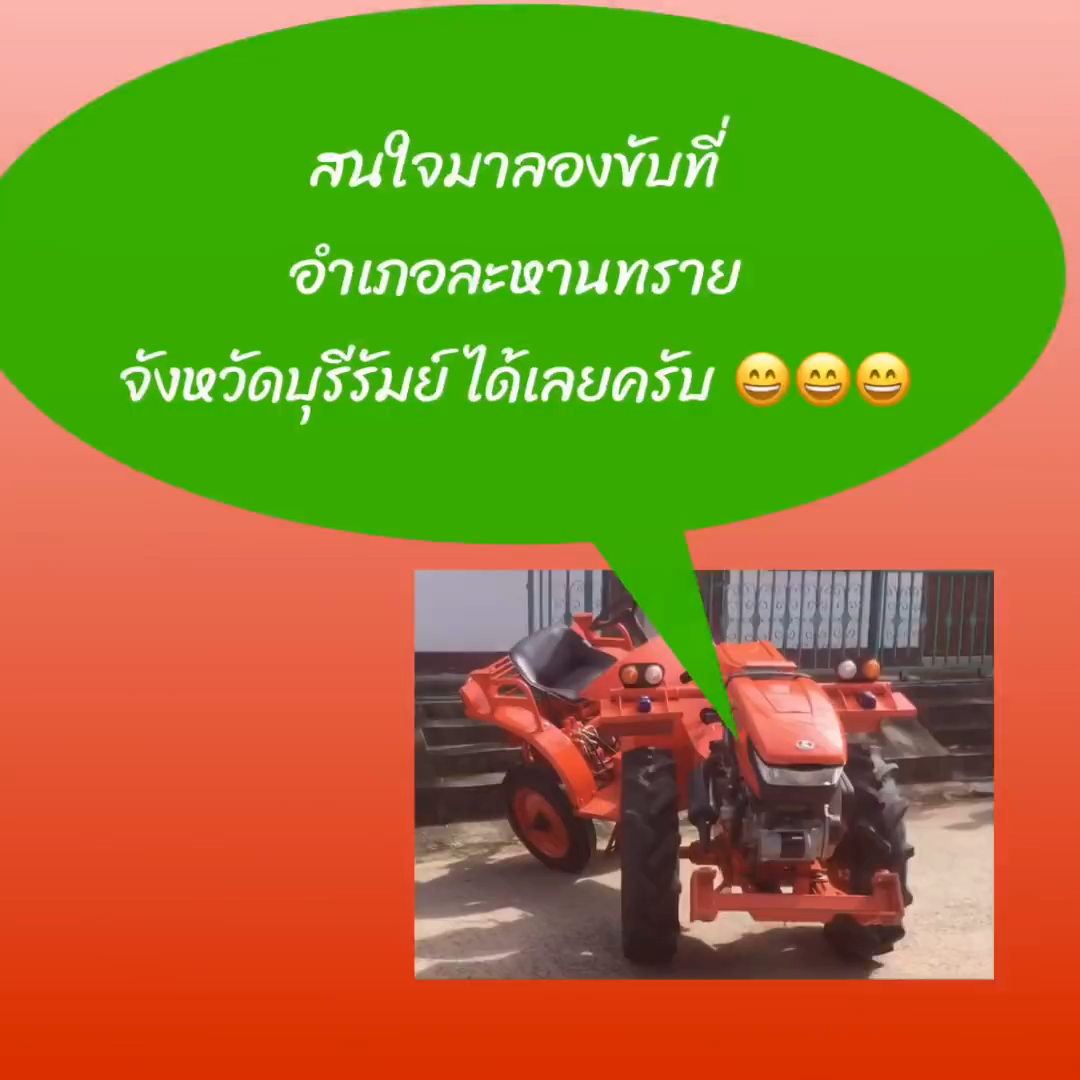 สนใจมาลองขับที่
อำเภอละหานทราย
จังหวัดบุรีรัมย์ ได้เลยครับ 😄😄😄